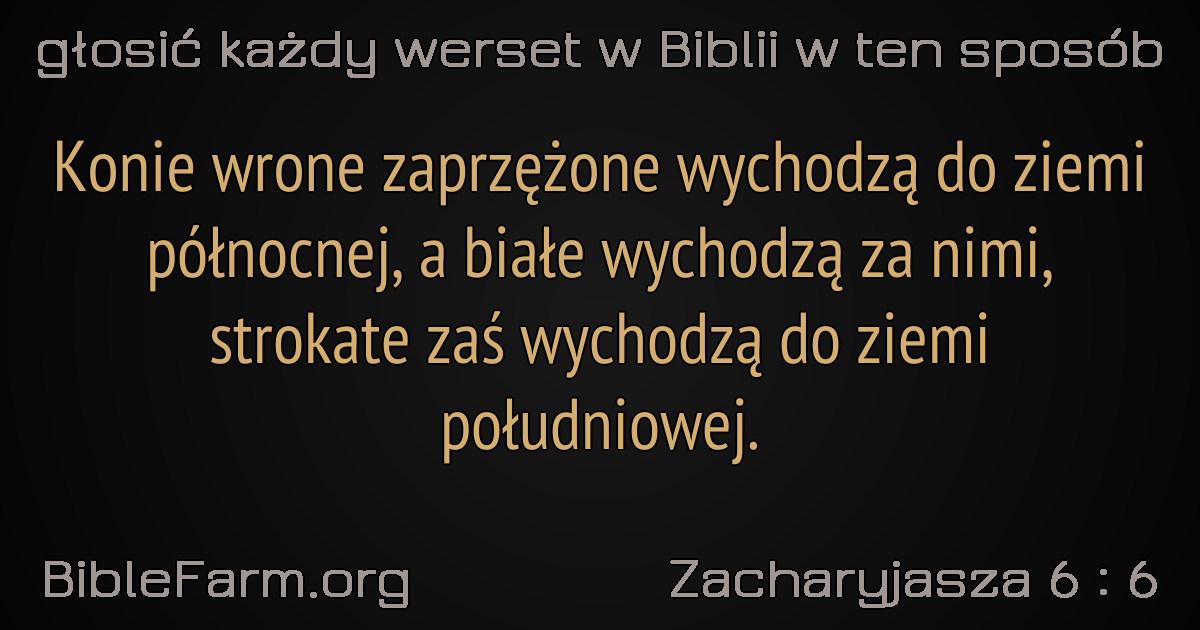 głosić każdy werset w Biblii w ten sposób
Konie wrone zaprzężone wychodzą do ziemi
północnej, a białe wychodzą za nimi,
strokate zaś wychodzą do ziemi
południowej.
BibleFarm.org
Zacharyjasza 6 : 6